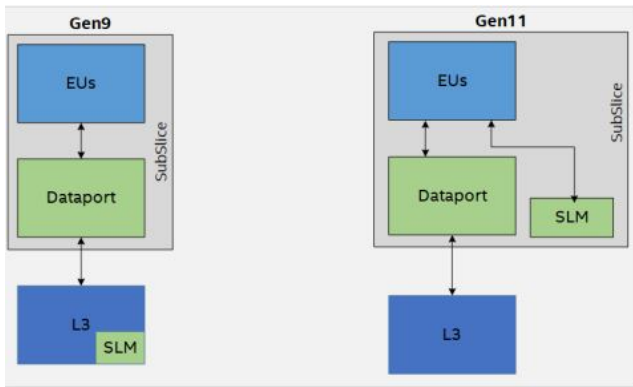 Gen9
EUs
SubSlice
Dataport
L3
SLM
Gen11
EUs
SubSlice
Dataport
SLM
L3